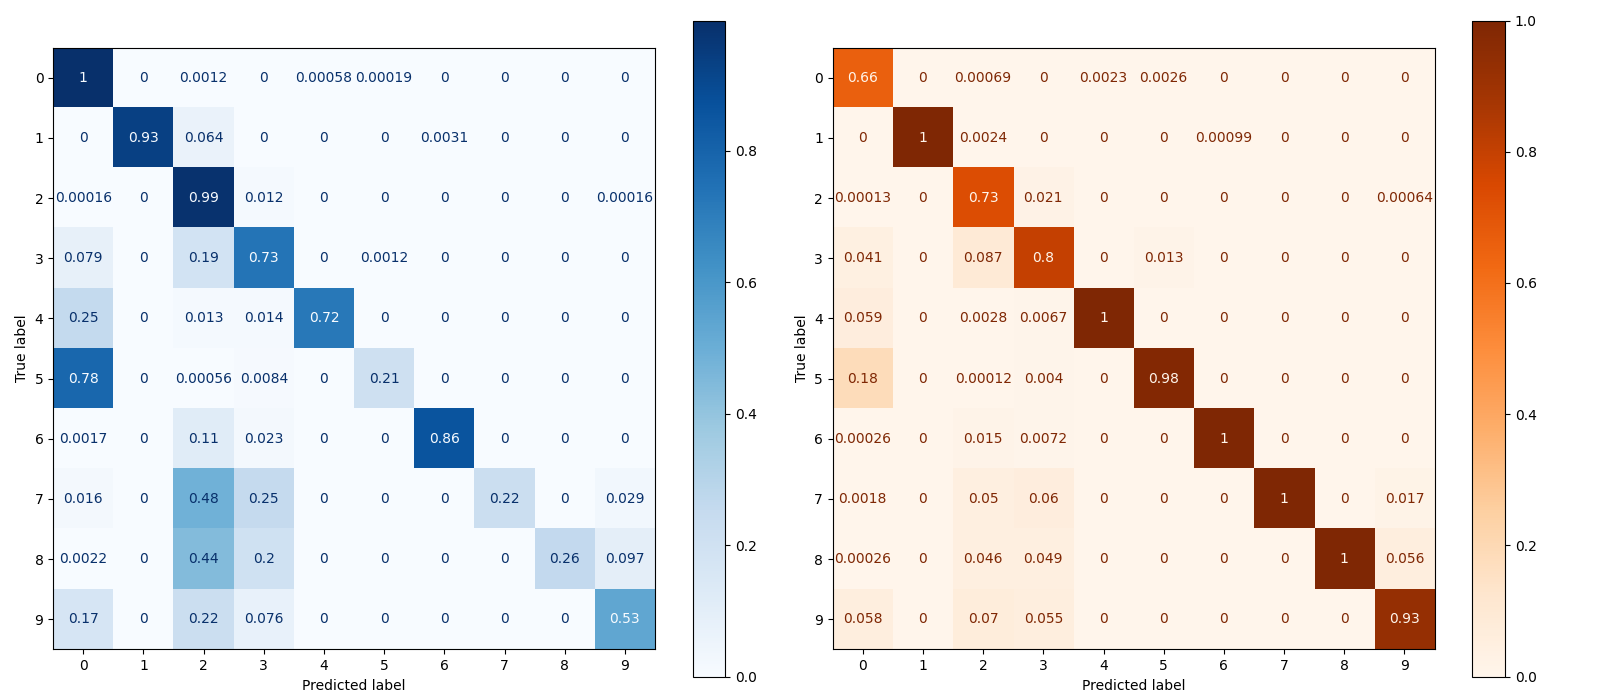 0 1 0 0.0012 0 0.00058 0.00019 0 0 0 0
1 0 0.93 0.064 0 0 0 0.0031 0 0 0
2 0.00016 0 0.99 0.012 0 0 0 0 0 0.00016
3 0.079 0 0.19 0.73 0 0.0012 0 0 0 0
4 0.25 0 0.013 0.014 0.72 0 0 0 0 0
5 0.78 0 0.00056 0.0084 0 0.21 0 0 0 0
6 0.0017 0 0.11 0.023 0 0 0.86 0 0 0
7 0.016 0 0.48 0.25 0 0 0 0.22 0 0.029
8 0.0022 0 0.44 0.2 0 0 0 0 0.26 0.097
9 0.17 0 0.22 0.076 0 0 0 0 0 0.53
0 1 2 3 4 5 6 7 8 9
Predicted label
True label
0.8
0.6
0.4
0.2
0.0
0 0.66 0 0.00069 0 0.0023 0.0026 0 0 0 0
1 0 1 0.0024 0 0 0 0.00099 0 0 0
2 0.00013 0 0.73 0.021 0 0 0 0 0 0.00064
3 0.041 0 0.087 0.8 0 0.013 0 0 0 0
4 0.059 0 0.0028 0.0067 1 0 0 0 0 0
5 0.18 0 0.00012 0.004 0 0.98 0 0 0 0
6 0.00026 0 0.015 0.0072 0 0 1 0 0 0
7 0.0018 0 0.05 0.06 0 0 0 1 0 0.017
8 0.00026 0 0.046 0.049 0 0 0 0 1 0.056
9 0.058 0 0.07 0.055 0 0 0 0 0 0.93
0 1 2 3 4 5 6 7 8 9
Predicted label
True label
1.0
0.8
0.6
0.4
0.2
0.0